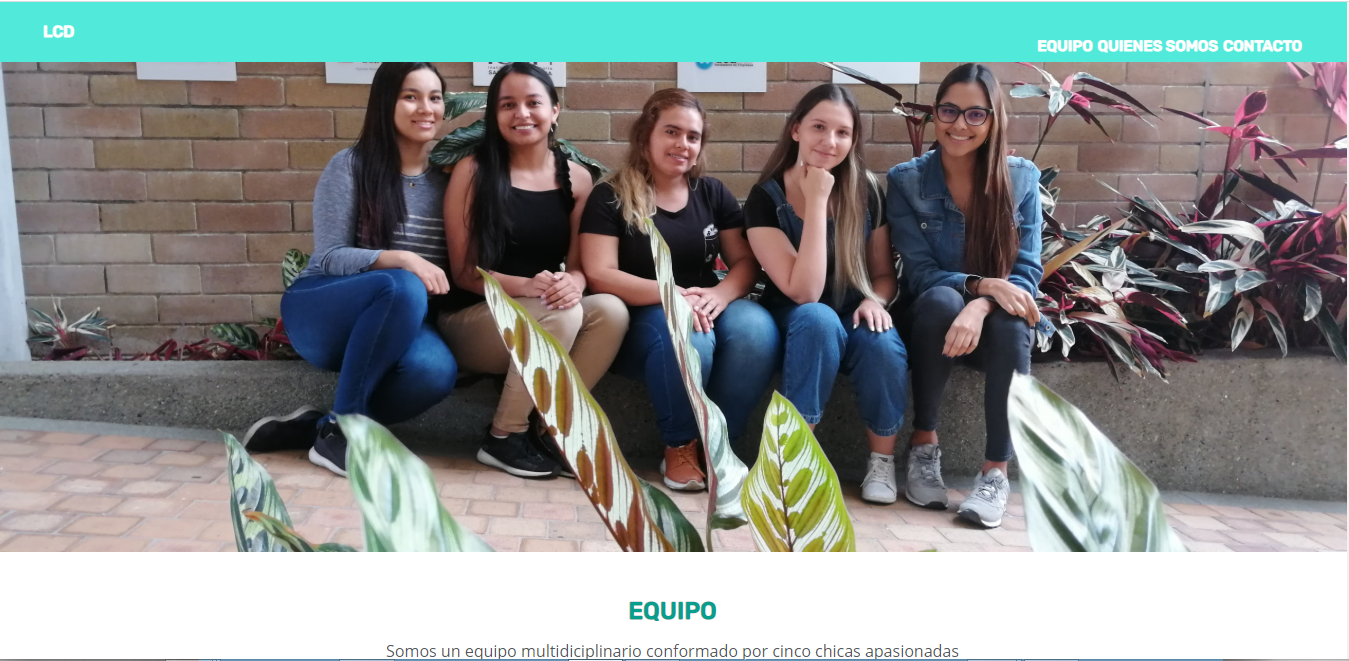 LCD
EQUIPO QUIENES SOMOS CONTACTO
EQUIPO
Somos un equipo multidiciplinario conformado por cinco chicas apasionadas